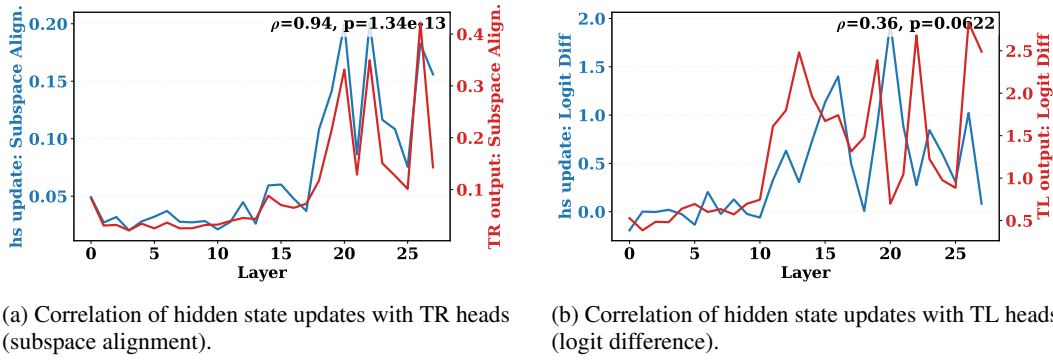 ρ=0.94, p=1.34e-13
hs update: Subspace Align.
0.20
0.15
0.10
0.05
TR output: Subspace Align.
0.4
0.3
0.2
0.1
0 5 10 15 20 25
Layer
(a) Correlation of hidden state updates with TR heads
(subspace alignment).
ρ=0.36, p=0.0622
hs update: Logit Diff
2.0
1.5
1.0
0.5
0.0
TL output: Logit Diff
2.5
2.0
1.5
1.0
0.5
0 5 10 15 20 25
Layer
(b) Correlation of hidden state updates with TL heads
(logit difference).